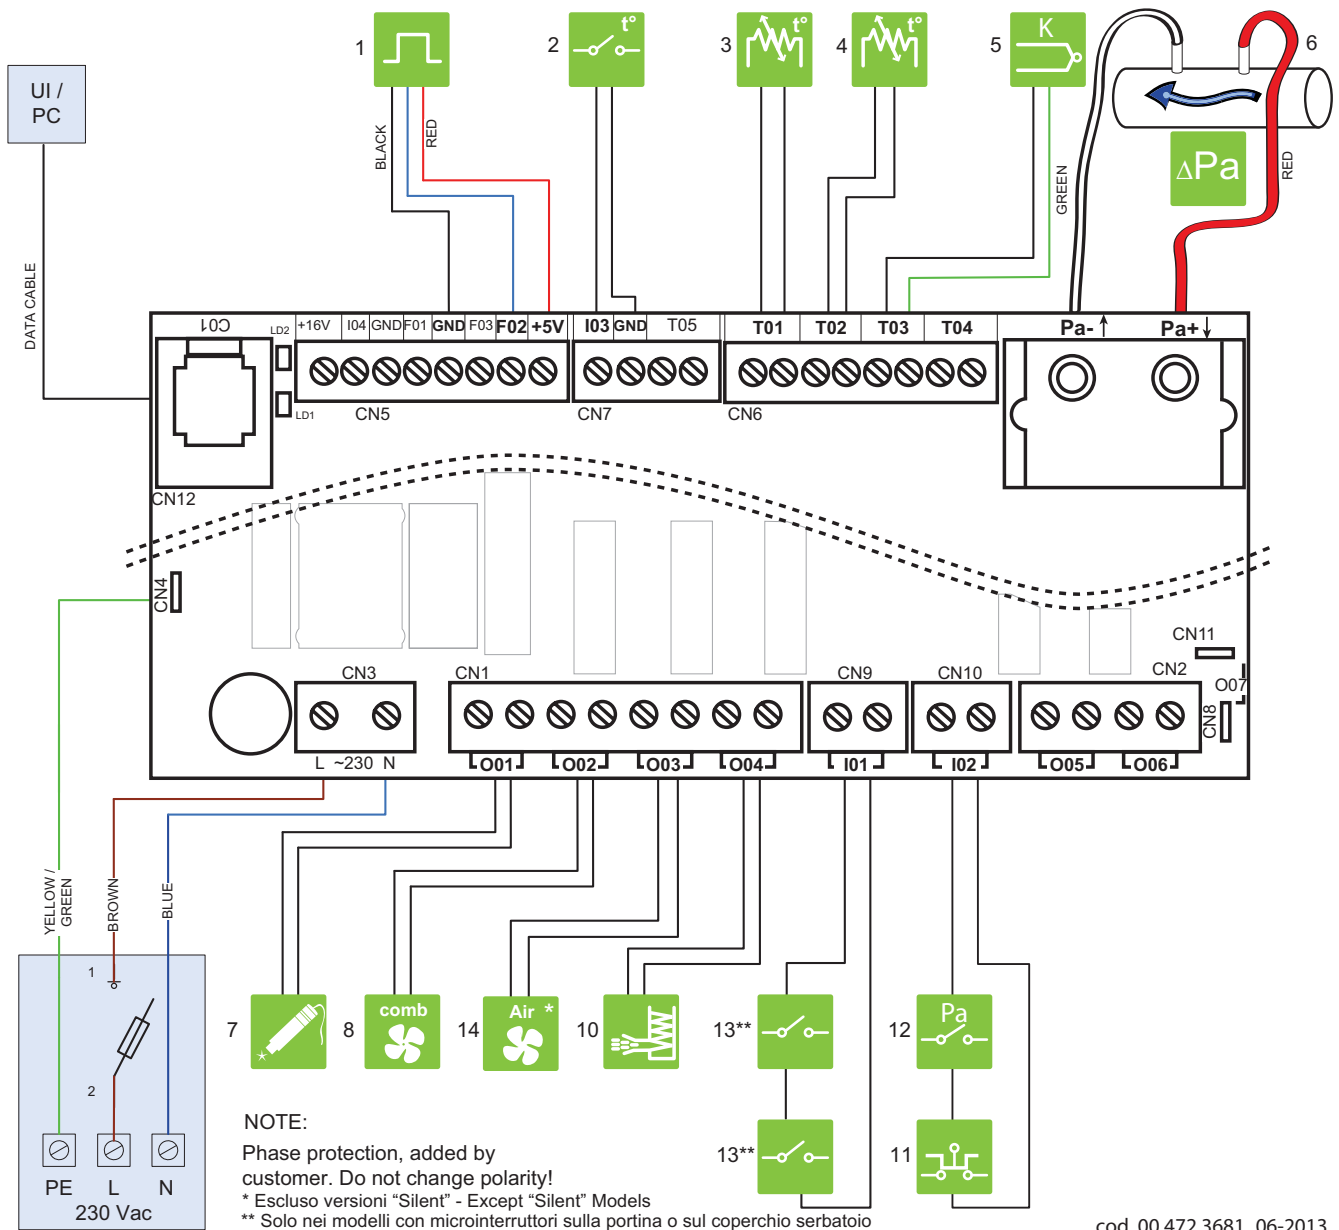 1
2
t°
3
t°
4
t°
5
K
6
UI /
PC
BLACK
RED
GREEN
ΔPa
RED
DATA CABLE
C01
LD2
+16V
I04
GND
F01
GND
F03
F02
+5V
I03
GND
T05
T01
T02
T03
T04
Pa-
Pa+
LD1
CN5
CN7
CN6
CN12
CN4
CN11
CN3
CN1
CN9
CN10
CN2
O07
CN8
L ~230 N
O01
O02
O03
O04
I01
I02
O05
O06
YELLOW /
GREEN
BROWN
BLUE
1
2
PE
L
N
230 Vac
7
8
comb
14
Air *
10
13**
12
Pa
13**
11
NOTE:
Phase protection, added by
customer. Do not change polarity!
* Escluso versioni “Silent” - Except “Silent” Models
** Solo nei modelli con microinterruttori sulla portina o sul coperchio serbatoio
cod. 00 472 3681_06-2013